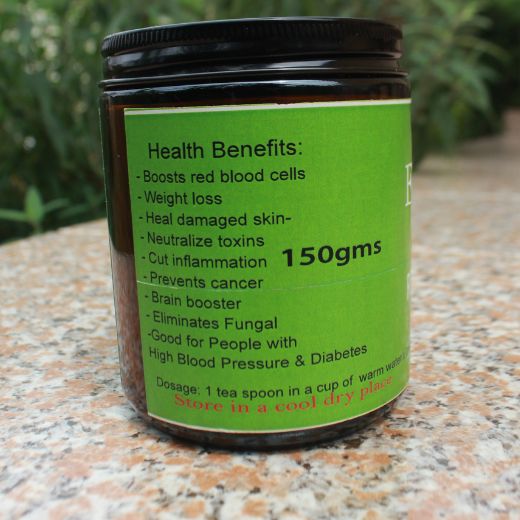 Health Benefits:
- Boosts red blood cells
- Weight loss
- Heal damaged skin-
- Neutralize toxins
- Cut inflammation
150gms
- Prevents cancer
- Brain booster
- Eliminates Fungal
-Good for People with
High Blood Pressure & Diabetes
Dosage: 1 tea spoon in a cup of warm water
Store in a cool dry place